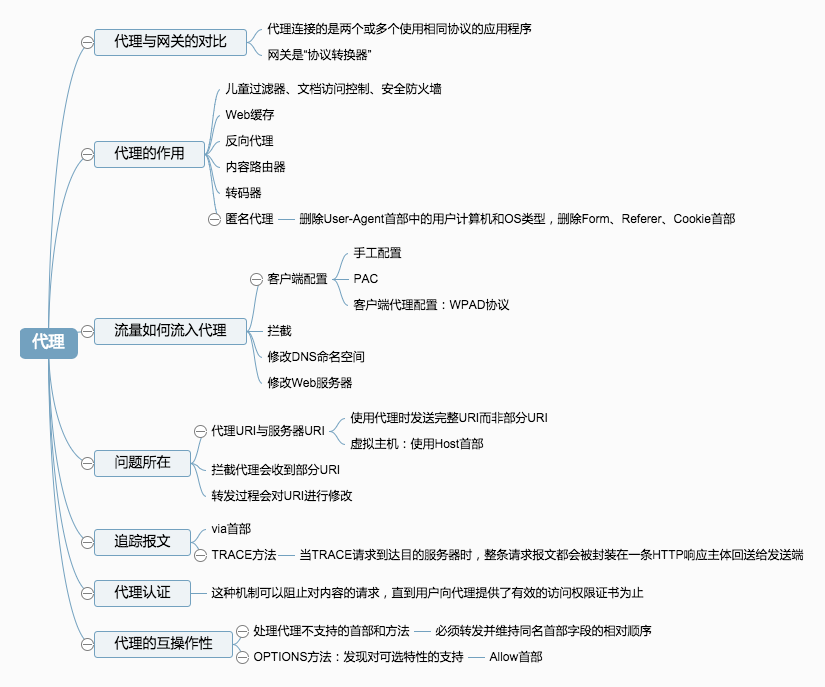 代理
代理与网关的对比
代理连接的是两个或多个使用相同协议的应用程序
网关是“协议转换器”
代理的作用
儿童过滤器、文档访问控制、安全防火墙
Web缓存
反向代理
内容路由器
转码器
匿名代理
删除User-Agent首部中的用户计算机和OS类型，删除Form、Referer、Cookie首部
流量如何流入代理
客户端配置
手工配置
PAC
客户端代理配置：WPAD协议
拦截
修改DNS命名空间
修改Web服务器
问题所在
代理URI与服务器URI
使用代理时发送完整URI而非部分URI
虚拟主机：使用Host首部
拦截代理会收到部分URI
转发过程会对URI进行修改
追踪报文
via首部
TRACE方法
当TRACE请求到达目的服务器时，整条请求报文都会被封装在一条HTTP响应主体回送给发送端
代理认证
这种机制可以阻止对内容的请求，直到用户向代理提供了有效的访问权限证书为止
代理的互操作性
处理代理不支持的首部和方法
必须转发并维持同名首部字段的相对顺序
OPTIONS方法：发现对可选特性的支持
Allow首部